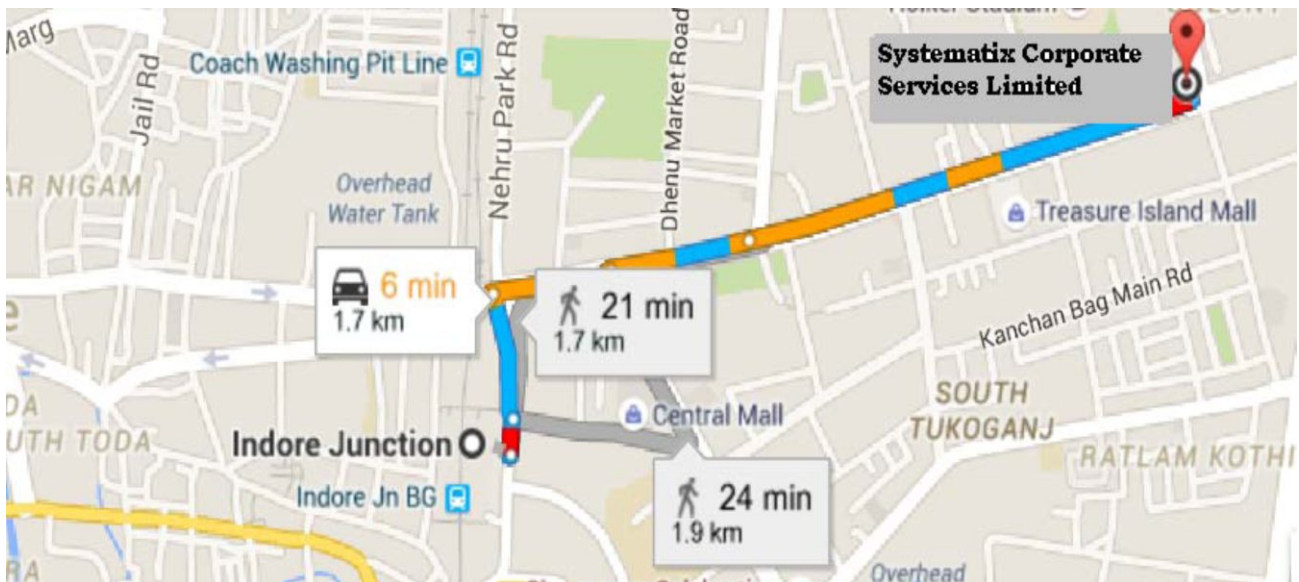 Marg
Jail Rd
Coach Washing Pit Line
Nehru Park Rd
Dhenu Market Road
Systematix Corporate
Services Limited
AR NIGAM
Overhead
Water Tank
Treasure Island Mall
6 min
1.7 km
21 min
1.7 km
Kanchan Bag Main Rd
SOUTH
TUKOGANJ
Central Mall
UTH TODA
Indore Junction
RATLAM KOTHI
Indore Jn BG
24 min
1.9 km
Overhead